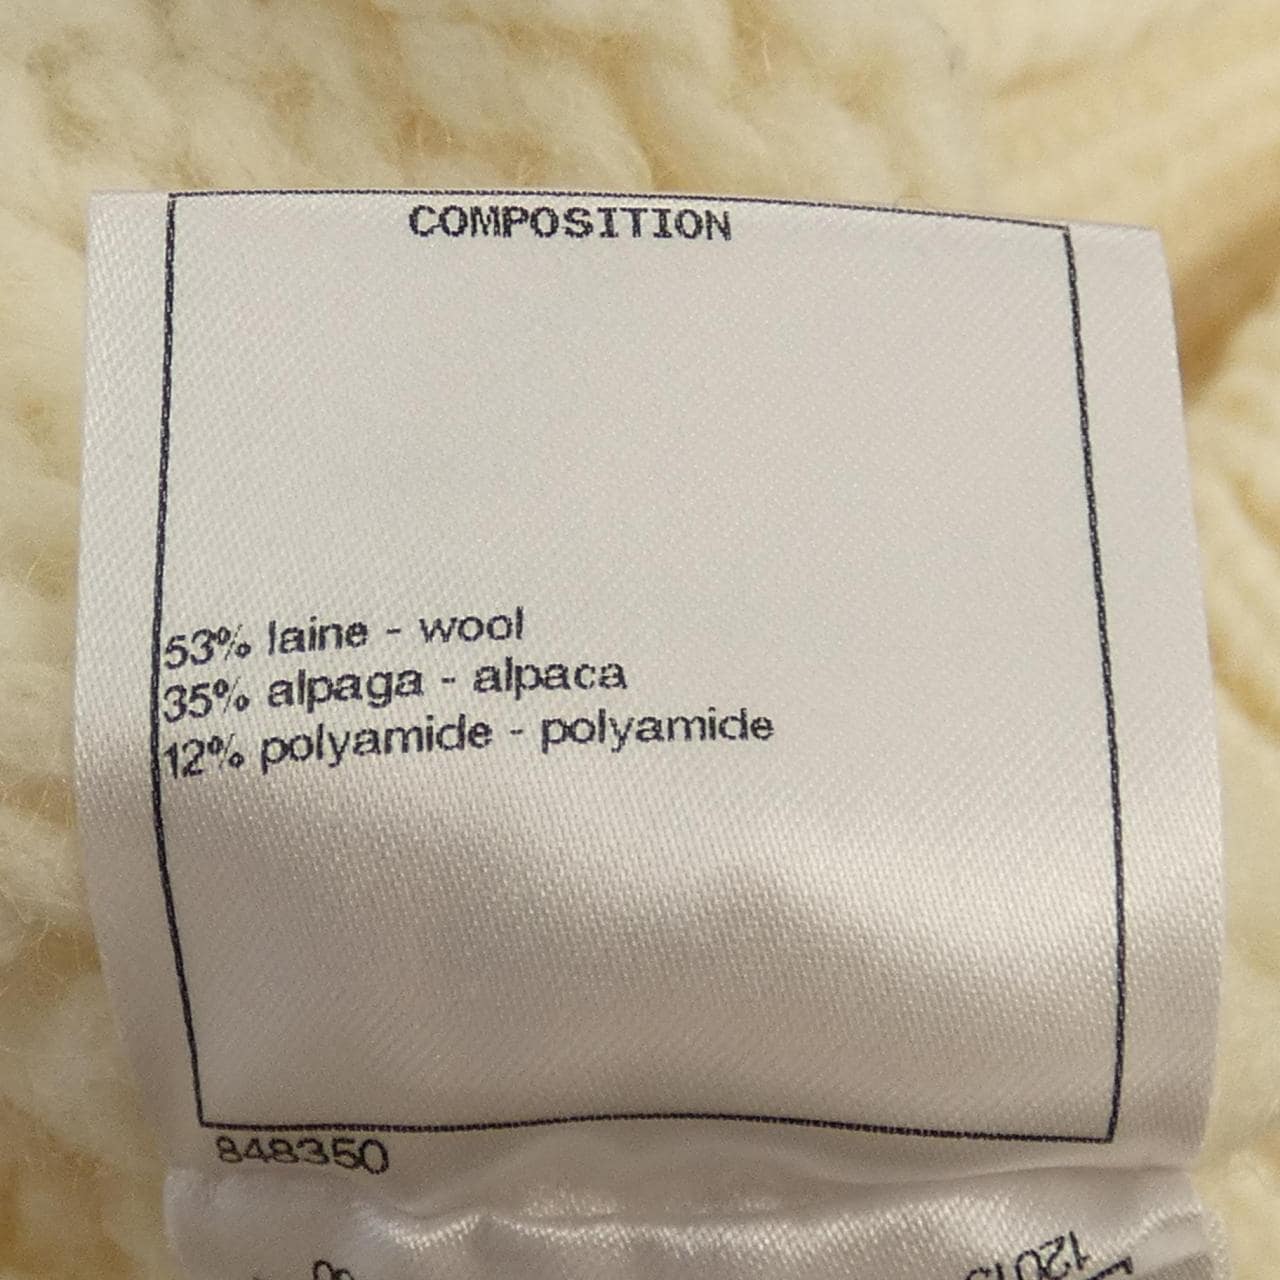 COMPOSITION
53% laine - wool
35% alpaga - alpaca
12% polyamide - polyamide
848350